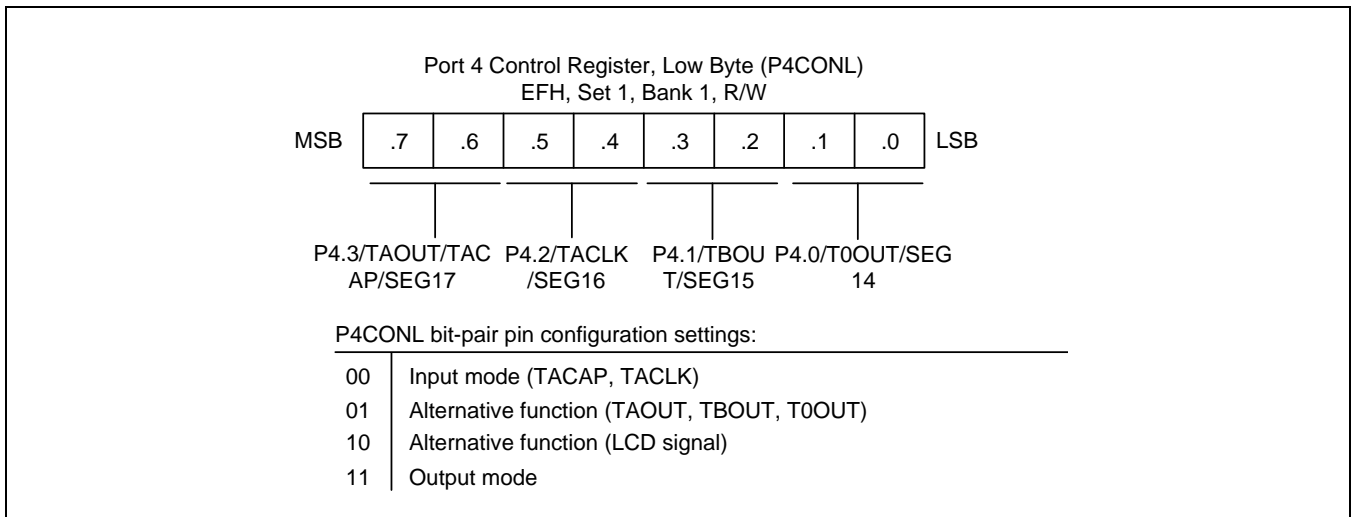 Port 4 Control Register, Low Byte (P4CONL)
EFH, Set 1, Bank 1, R/W
MSB .7 .6 .5 .4 .3 .2 .1 .0 LSB
P4.3/TAOUT/TAC P4.2/TACLK P4.1/TBOU P4.0/T0OUT/SEG
AP/SEG17 /SEG16 T/SEG15 14
P4CONL bit-pair pin configuration settings:
00 Input mode (TACAP, TACLK)
01 Alternative function (TAOUT, TBOUT, T0OUT)
10 Alternative function (LCD signal)
11 Output mode